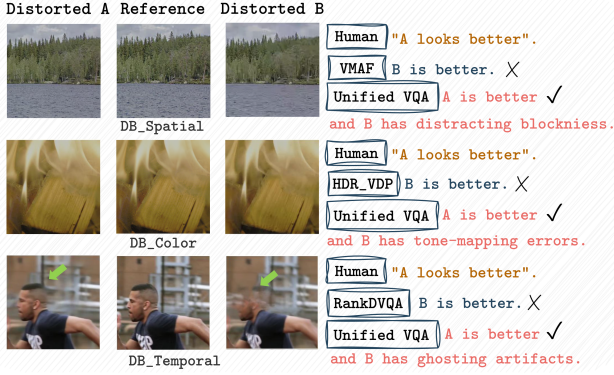 Distorted A Reference Distorted B
Human "A looks better".
VMAF B is better. ✗
Unified VQA A is better ✓
DB_Spatial
and B has distracting blockniess.
Human "A looks better".
HDR_VDP B is better. ✗
Unified VQA A is better ✓
DB_Color
and B has tone-mapping errors.
Human "A looks better".
RankDVQA B is better. ✗
Unified VQA A is better ✓
DB_Temporal
and B has ghosting artifacts.